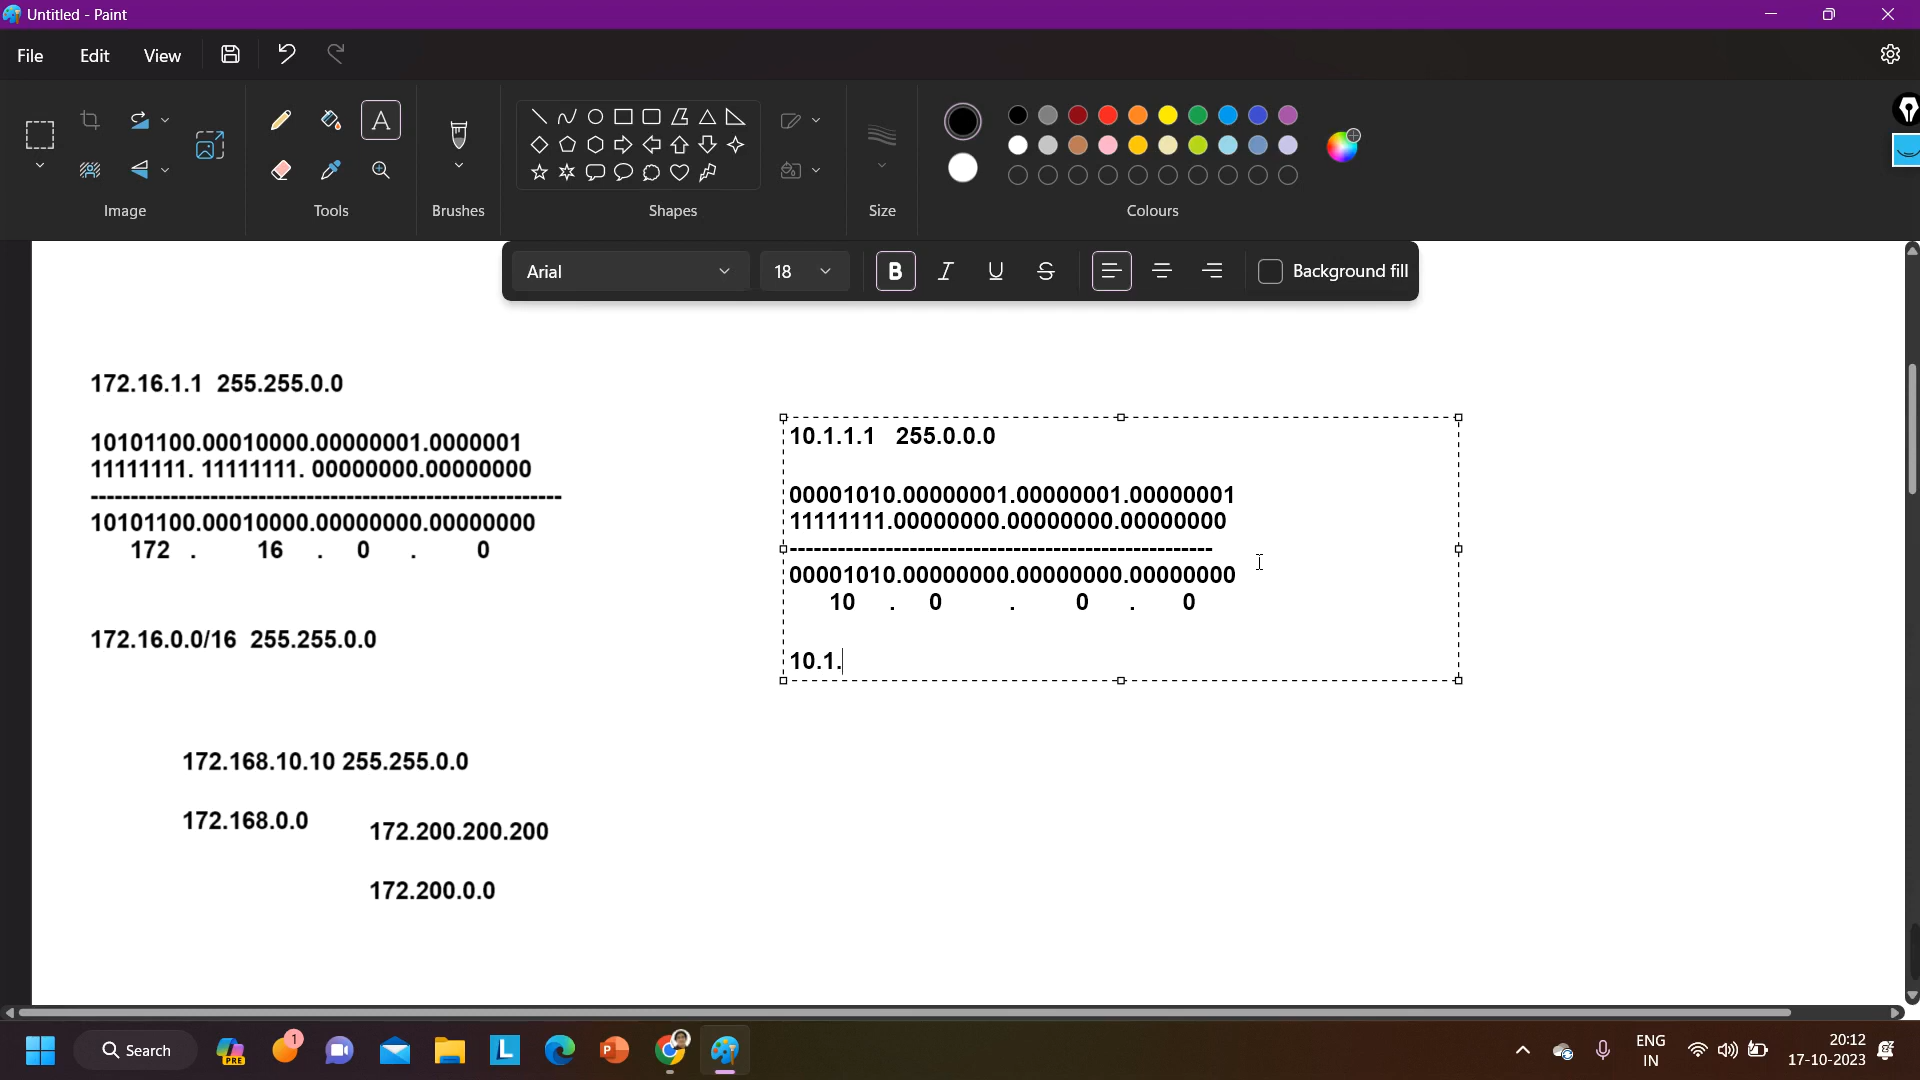 Untitled - Paint
File Edit View
Image
Tools
Brushes
Shapes
Size
Colours
Arial 18 B I U S Background fill
172.16.1.1 255.255.0.0
10101100.00010000.00000001.0000001
11111111. 11111111. 00000000.00000000
-----------------------------------------------------------
10101100.00010000.00000000.00000000
172 . 16 . 0 . 0
172.16.0.0/16 255.255.0.0
172.168.10.10 255.255.0.0
172.168.0.0
172.200.200.200
172.200.0.0
10.1.1.1 255.0.0.0
00001010.00000001.00000001.00000001
11111111.00000000.00000000.00000000
-----------------------------------------------------
00001010.00000000.00000000.00000000
10 . 0 . 0 . 0
10.1.
Search
PRE
1
L
P
ENG
IN
20:12
17-10-2023